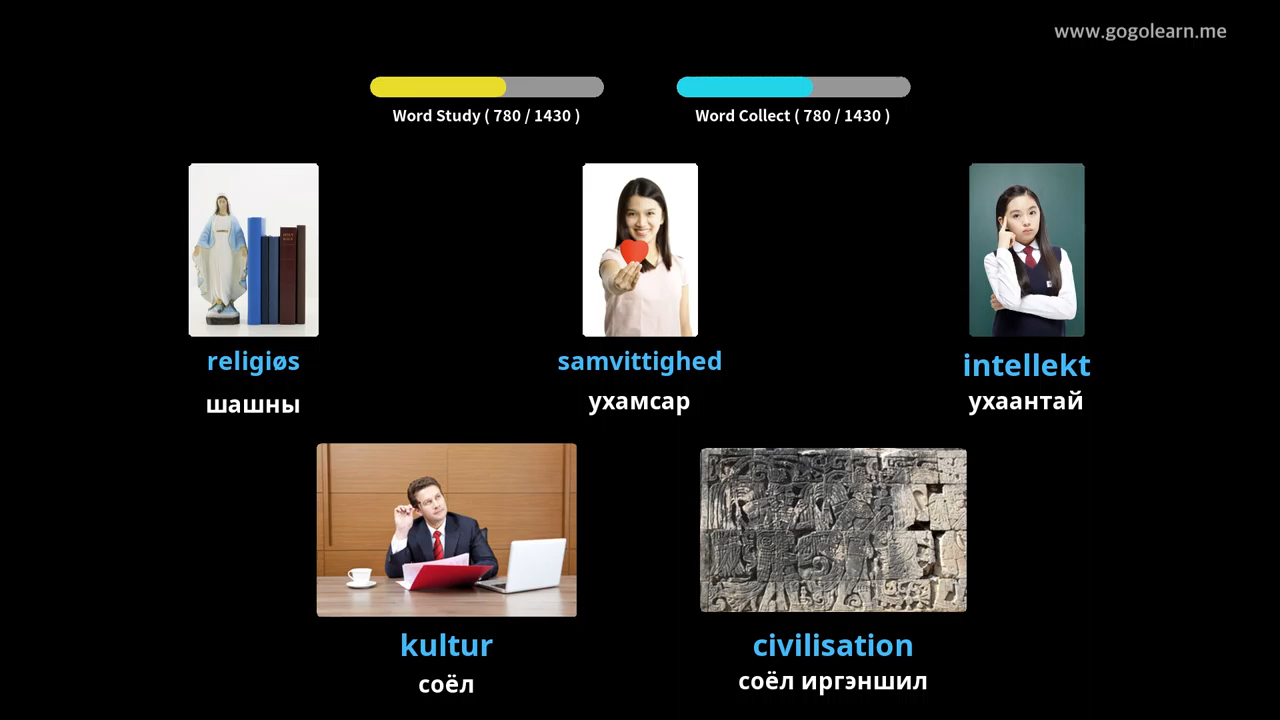 www.gogolearn.me
Word Study ( 780 / 1430 )
Word Collect ( 780 / 1430 )
religiøs
шашны
samvittighed
ухамсар
intellekt
ухаантай
kultur
соёл
civilisation
соёл иргэншил